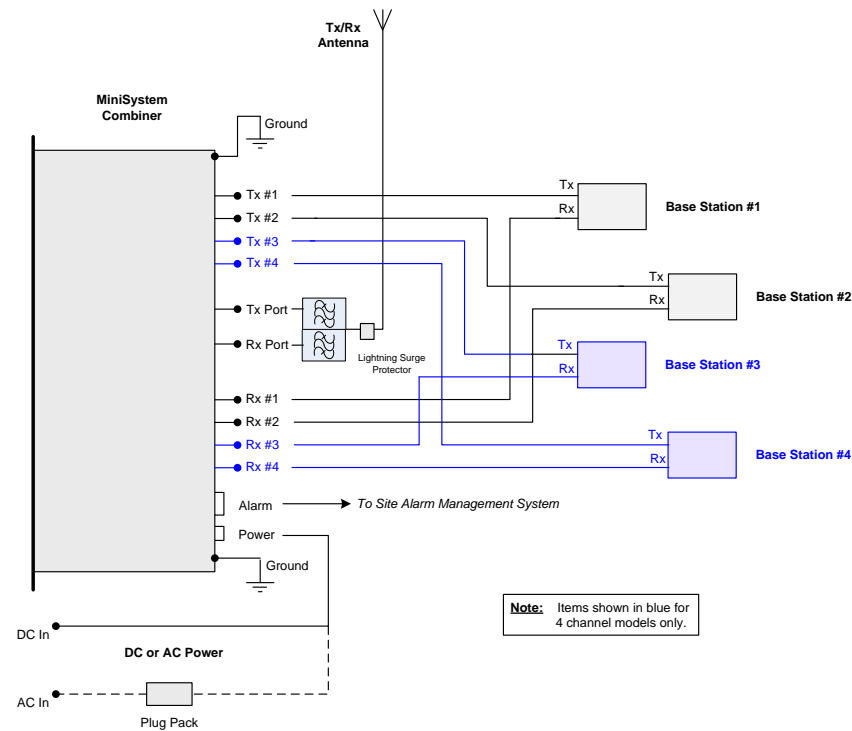 Tx/Rx
Antenna
MiniSystem
Combiner
Ground
Tx #1
Tx #2
Tx #3
Tx #4
Tx Port
Rx Port
Lightning Surge
Protector
Rx #1
Rx #2
Rx #3
Rx #4
Alarm
To Site Alarm Management System
Power
Ground
Tx
Rx
Base Station #1
Tx
Rx
Base Station #2
Tx
Rx
Base Station #3
Tx
Rx
Base Station #4
Note: Items shown in blue for
4 channel models only.
DC In
DC or AC Power
AC In
Plug Pack